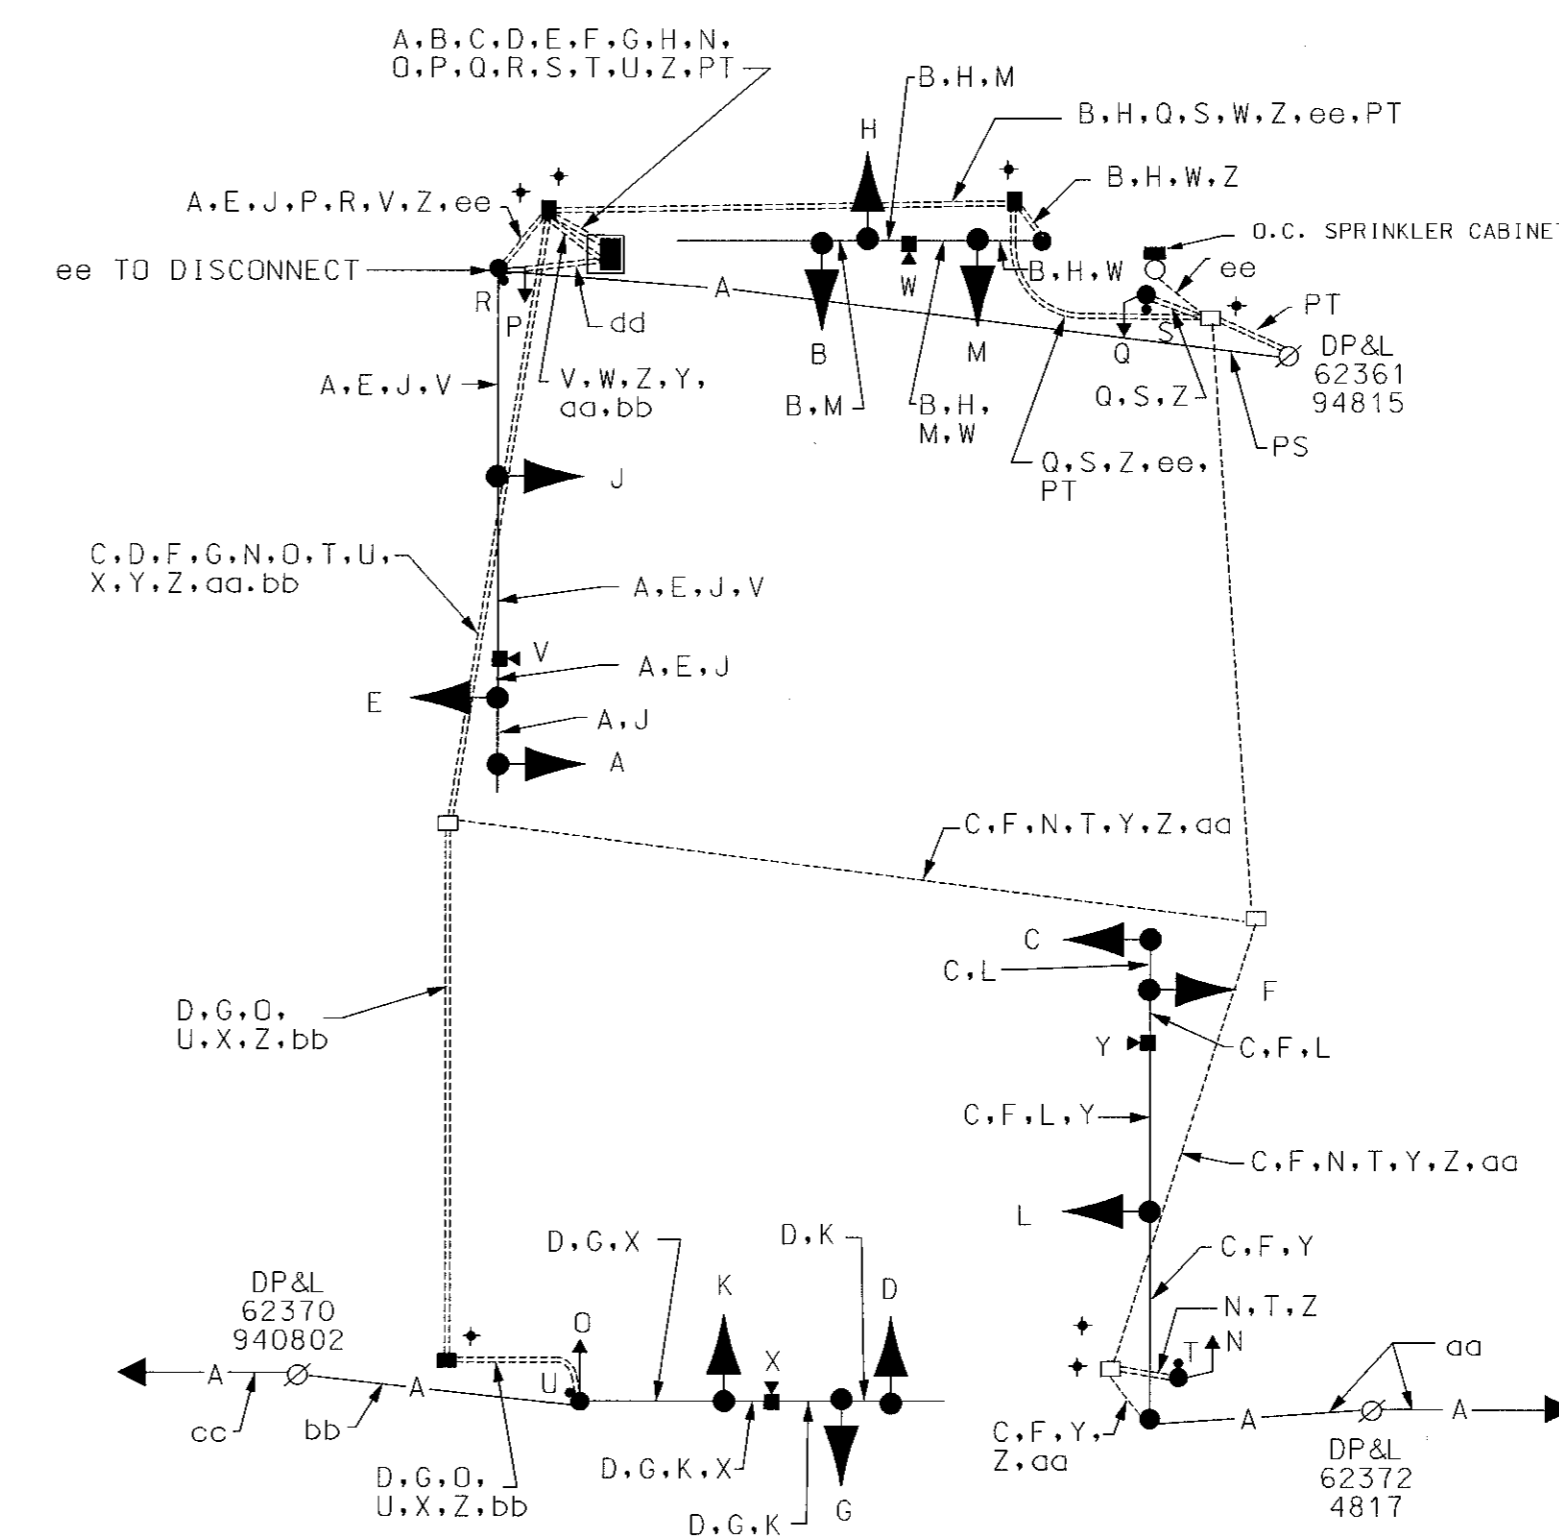 A,B,C,D,E,F,G,H,N,
O,P,Q,R,S,T,U,Z,PT
B,H,M
B,H,Q,S,W,Z,ee,PT
H
B,H,W,Z
A,E,J,P,R,V,Z,ee
O.C. SPRINKLER CABINET
ee TO DISCONNECT
W
B,H,W
ee
R
P
A
dd
PT
S
B
M
Q
DP&L
62361
94815
A,E,J,V
V,W,Z,Y,
aa,bb
B,M
B,H,
M,W
Q,S,Z
PS
Q,S,Z,ee,
PT
J
C,D,F,G,N,O,T,U,
X,Y,Z,aa.bb
A,E,J,V
V
A,E,J
E
A,J
A
C,F,N,T,Y,Z,aa
C
C,L
F
D,G,O,
U,X,Z,bb
Y
C,F,L
C,F,L,Y
C,F,N,T,Y,Z,aa
L
D,G,X
D,K
C,F,Y
DP&L
62370
940802
K
D
N,T,Z
O
T
N
X
aa
A
A
U
cc
bb
A
A
C,F,Y,
Z,aa
D,G,O,
U,X,Z,bb
D,G,K,X
G
D,G,K
DP&L
62372
4817